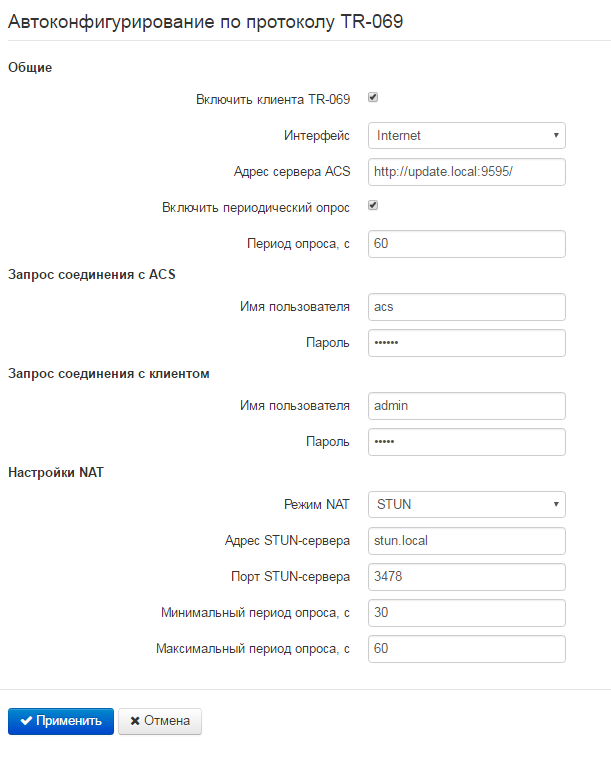 Автоконфигурирование по протоколу TR-069
Общие
Включить клиента TR-069
Интерфейс Internet
Адрес сервера ACS http://update.local:9595/
Включить периодический опрос
Период опроса, с 60
Запрос соединения с ACS
Имя пользователя acs
Пароль ••••••
Запрос соединения с клиентом
Имя пользователя admin
Пароль •••••
Настройки NAT
Режим NAT STUN
Адрес STUN-сервера stun.local
Порт STUN-сервера 3478
Минимальный период опроса, с 30
Максимальный период опроса, с 60
Применить Отмена